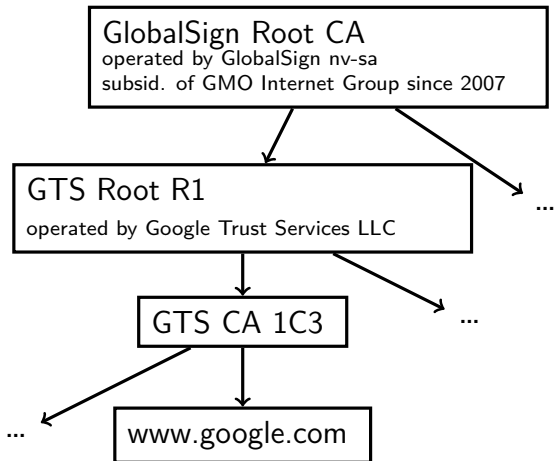 GlobalSign Root CA
operated by GlobalSign nv-sa
subsid. of GMO Internet Group since 2007
GTS Root R1
operated by Google Trust Services LLC
...
GTS CA 1C3
...
...
www.google.com